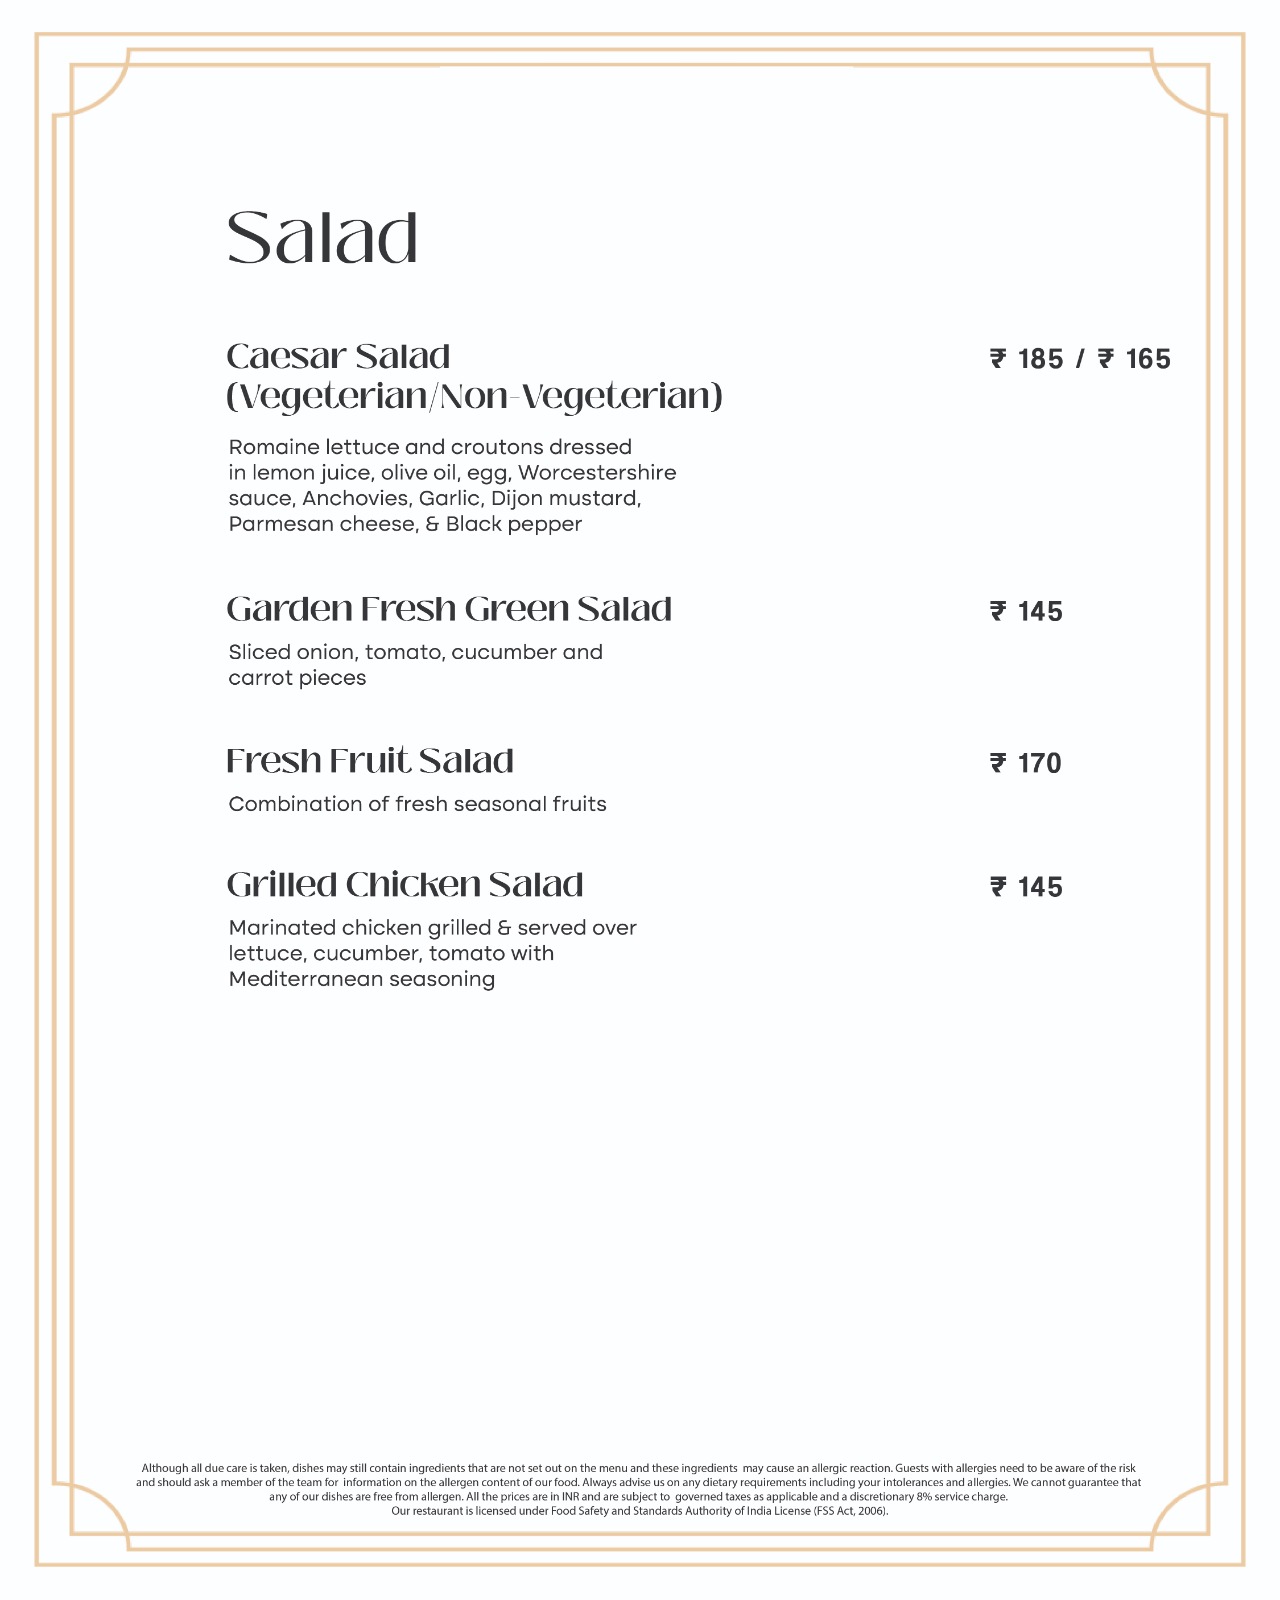 Salad
Caesar Salad ₹ 185 / ₹ 165
(Vegeterian/Non-Vegeterian)
Romaine lettuce and croutons dressed
in lemon juice, olive oil, egg, Worcestershire
sauce, Anchovies, Garlic, Dijon mustard,
Parmesan cheese, & Black pepper
Garden Fresh Green Salad ₹ 145
Sliced onion, tomato, cucumber and
carrot pieces
Fresh Fruit Salad ₹ 170
Combination of fresh seasonal fruits
Grilled Chicken Salad ₹ 145
Marinated chicken grilled & served over
lettuce, cucumber, tomato with
Mediterranean seasoning
Although all due care is taken, dishes may still contain ingredients that are not set out on the menu and these ingredients may cause an allergic reaction. Guests with allergies need to be aware of the risk
and should ask a member of the team for information on the allergen content of our food. Always advise us on any dietary requirements including your intolerances and allergies. We cannot guarantee that
any of our dishes are free from allergen. All the prices are in INR and are subject to governed taxes as applicable and a discretionary 8% service charge.
Our restaurant is licensed under Food Safety and Standards Authority of India License (FSS Act, 2006).